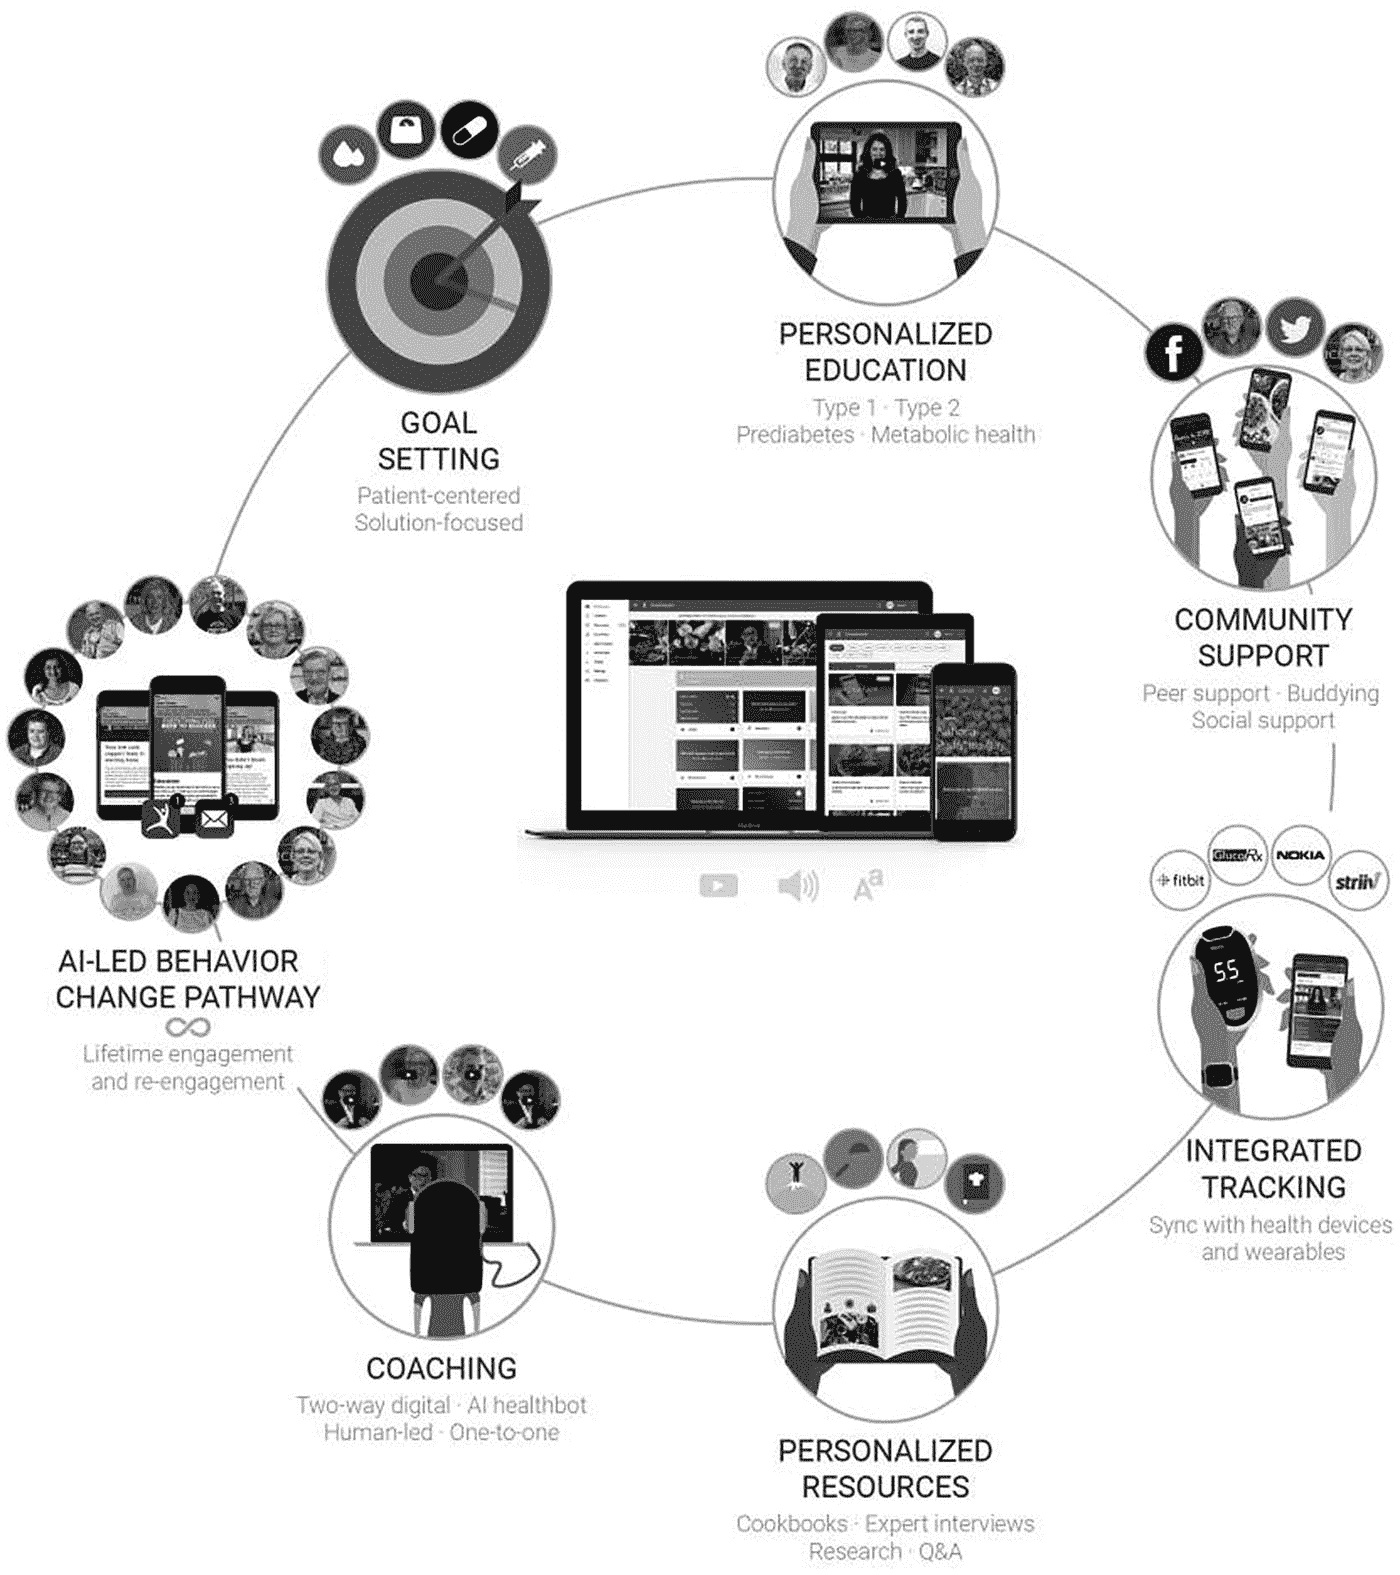 GOAL
SETTING
Patient-centered
Solution-focused
PERSONALIZED
EDUCATION
Type 1 · Type 2
Prediabetes · Metabolic health
f
COMMUNITY
SUPPORT
Peer support · Buddying
Social support
fitbit
GlucoRx
NOKIA
striiv
55
INTEGRATED
TRACKING
Sync with health devices
and wearables
PERSONALIZED
RESOURCES
Cookbooks · Expert interviews
Research · Q&A
COACHING
Two-way digital · AI healthbot
Human-led · One-to-one
AI-LED BEHAVIOR
CHANGE PATHWAY
Lifetime engagement
and re-engagement
Aa